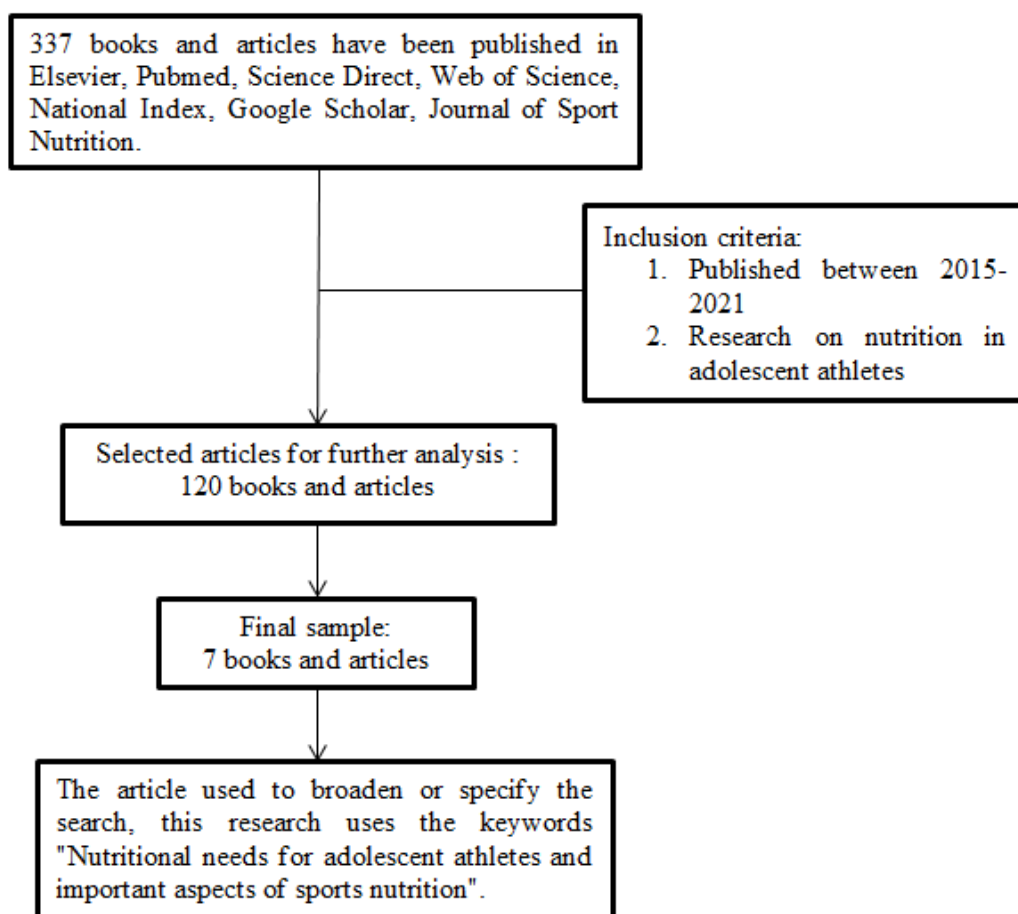 337 books and articles have been published in
Elsevier, Pubmed, Science Direct, Web of Science,
National Index, Google Scholar, Journal of Sport
Nutrition.
Inclusion criteria:
1. Published between 2015-
2021
2. Research on nutrition in
adolescent athletes
Selected articles for further analysis :
120 books and articles
Final sample:
7 books and articles
The article used to broaden or specify the
search, this research uses the keywords
"Nutritional needs for adolescent athletes and
important aspects of sports nutrition".